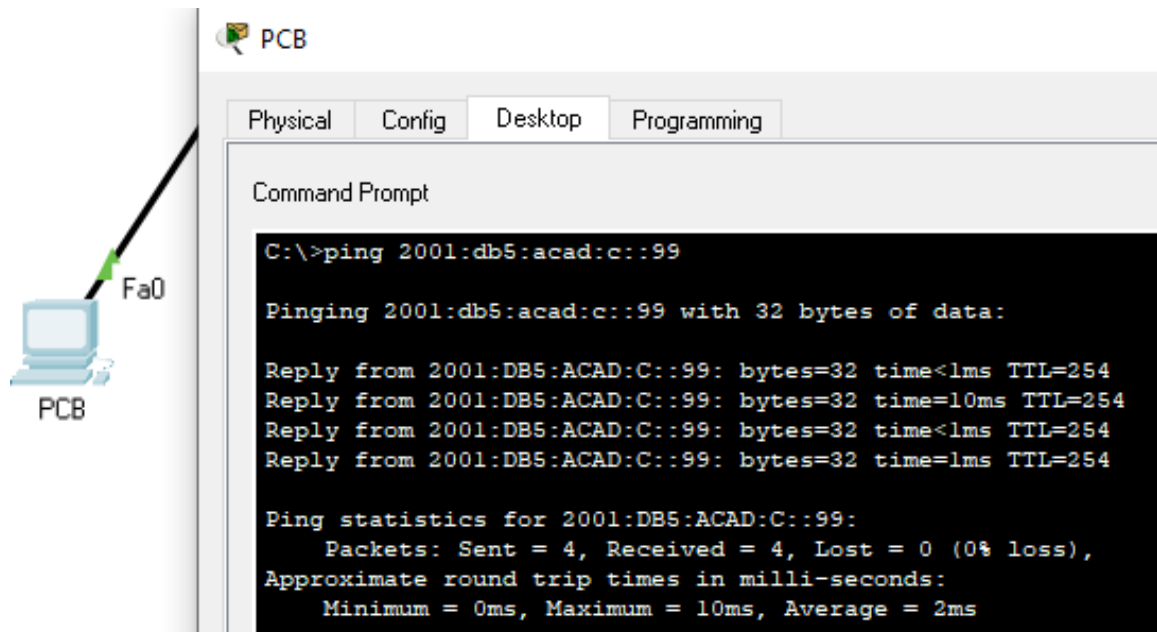 PCB
Physical Config Desktop Programming
Command Prompt
C:\>ping 2001:db5:acad:c::99
Pinging 2001:db5:acad:c::99 with 32 bytes of data:
Reply from 2001:DB5:ACAD:C::99: bytes=32 time<1ms TTL=254
Reply from 2001:DB5:ACAD:C::99: bytes=32 time=10ms TTL=254
Reply from 2001:DB5:ACAD:C::99: bytes=32 time<1ms TTL=254
Reply from 2001:DB5:ACAD:C::99: bytes=32 time=1ms TTL=254
Ping statistics for 2001:DB5:ACAD:C::99:
Packets: Sent = 4, Received = 4, Lost = 0 (0% loss),
Approximate round trip times in milli-seconds:
Minimum = 0ms, Maximum = 10ms, Average = 2ms
Fa0
PCB